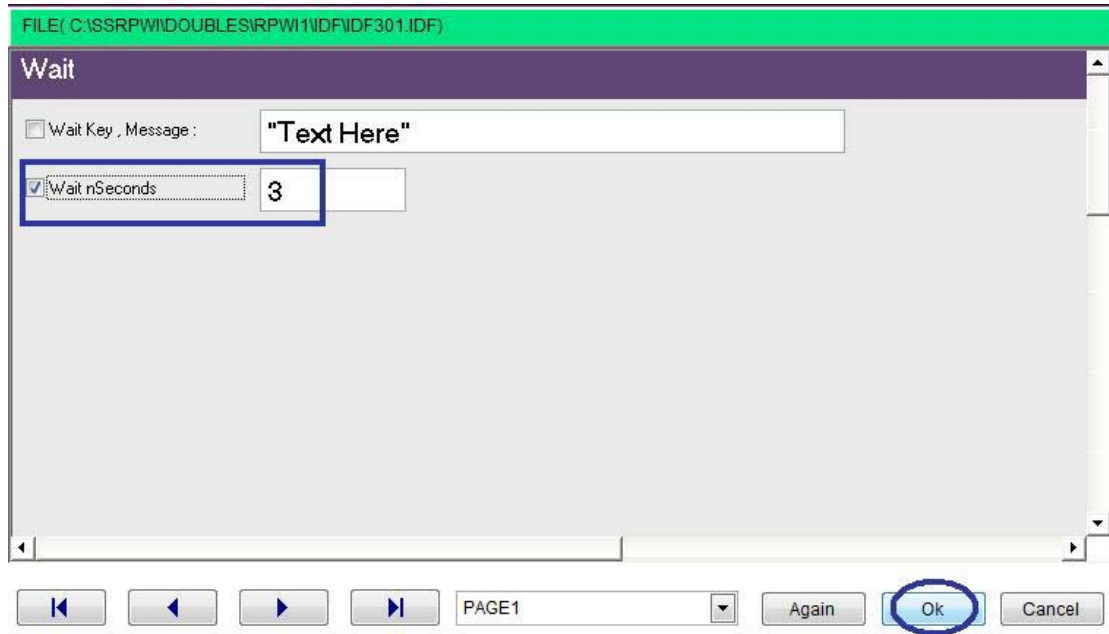 FILE( C:\SSRPWI\DOUBLES\RPWI1\IDF\IDF301.IDF)
Wait
Wait Key , Message :
"Text Here"
Wait nSeconds
3
PAGE1
Again
Ok
Cancel